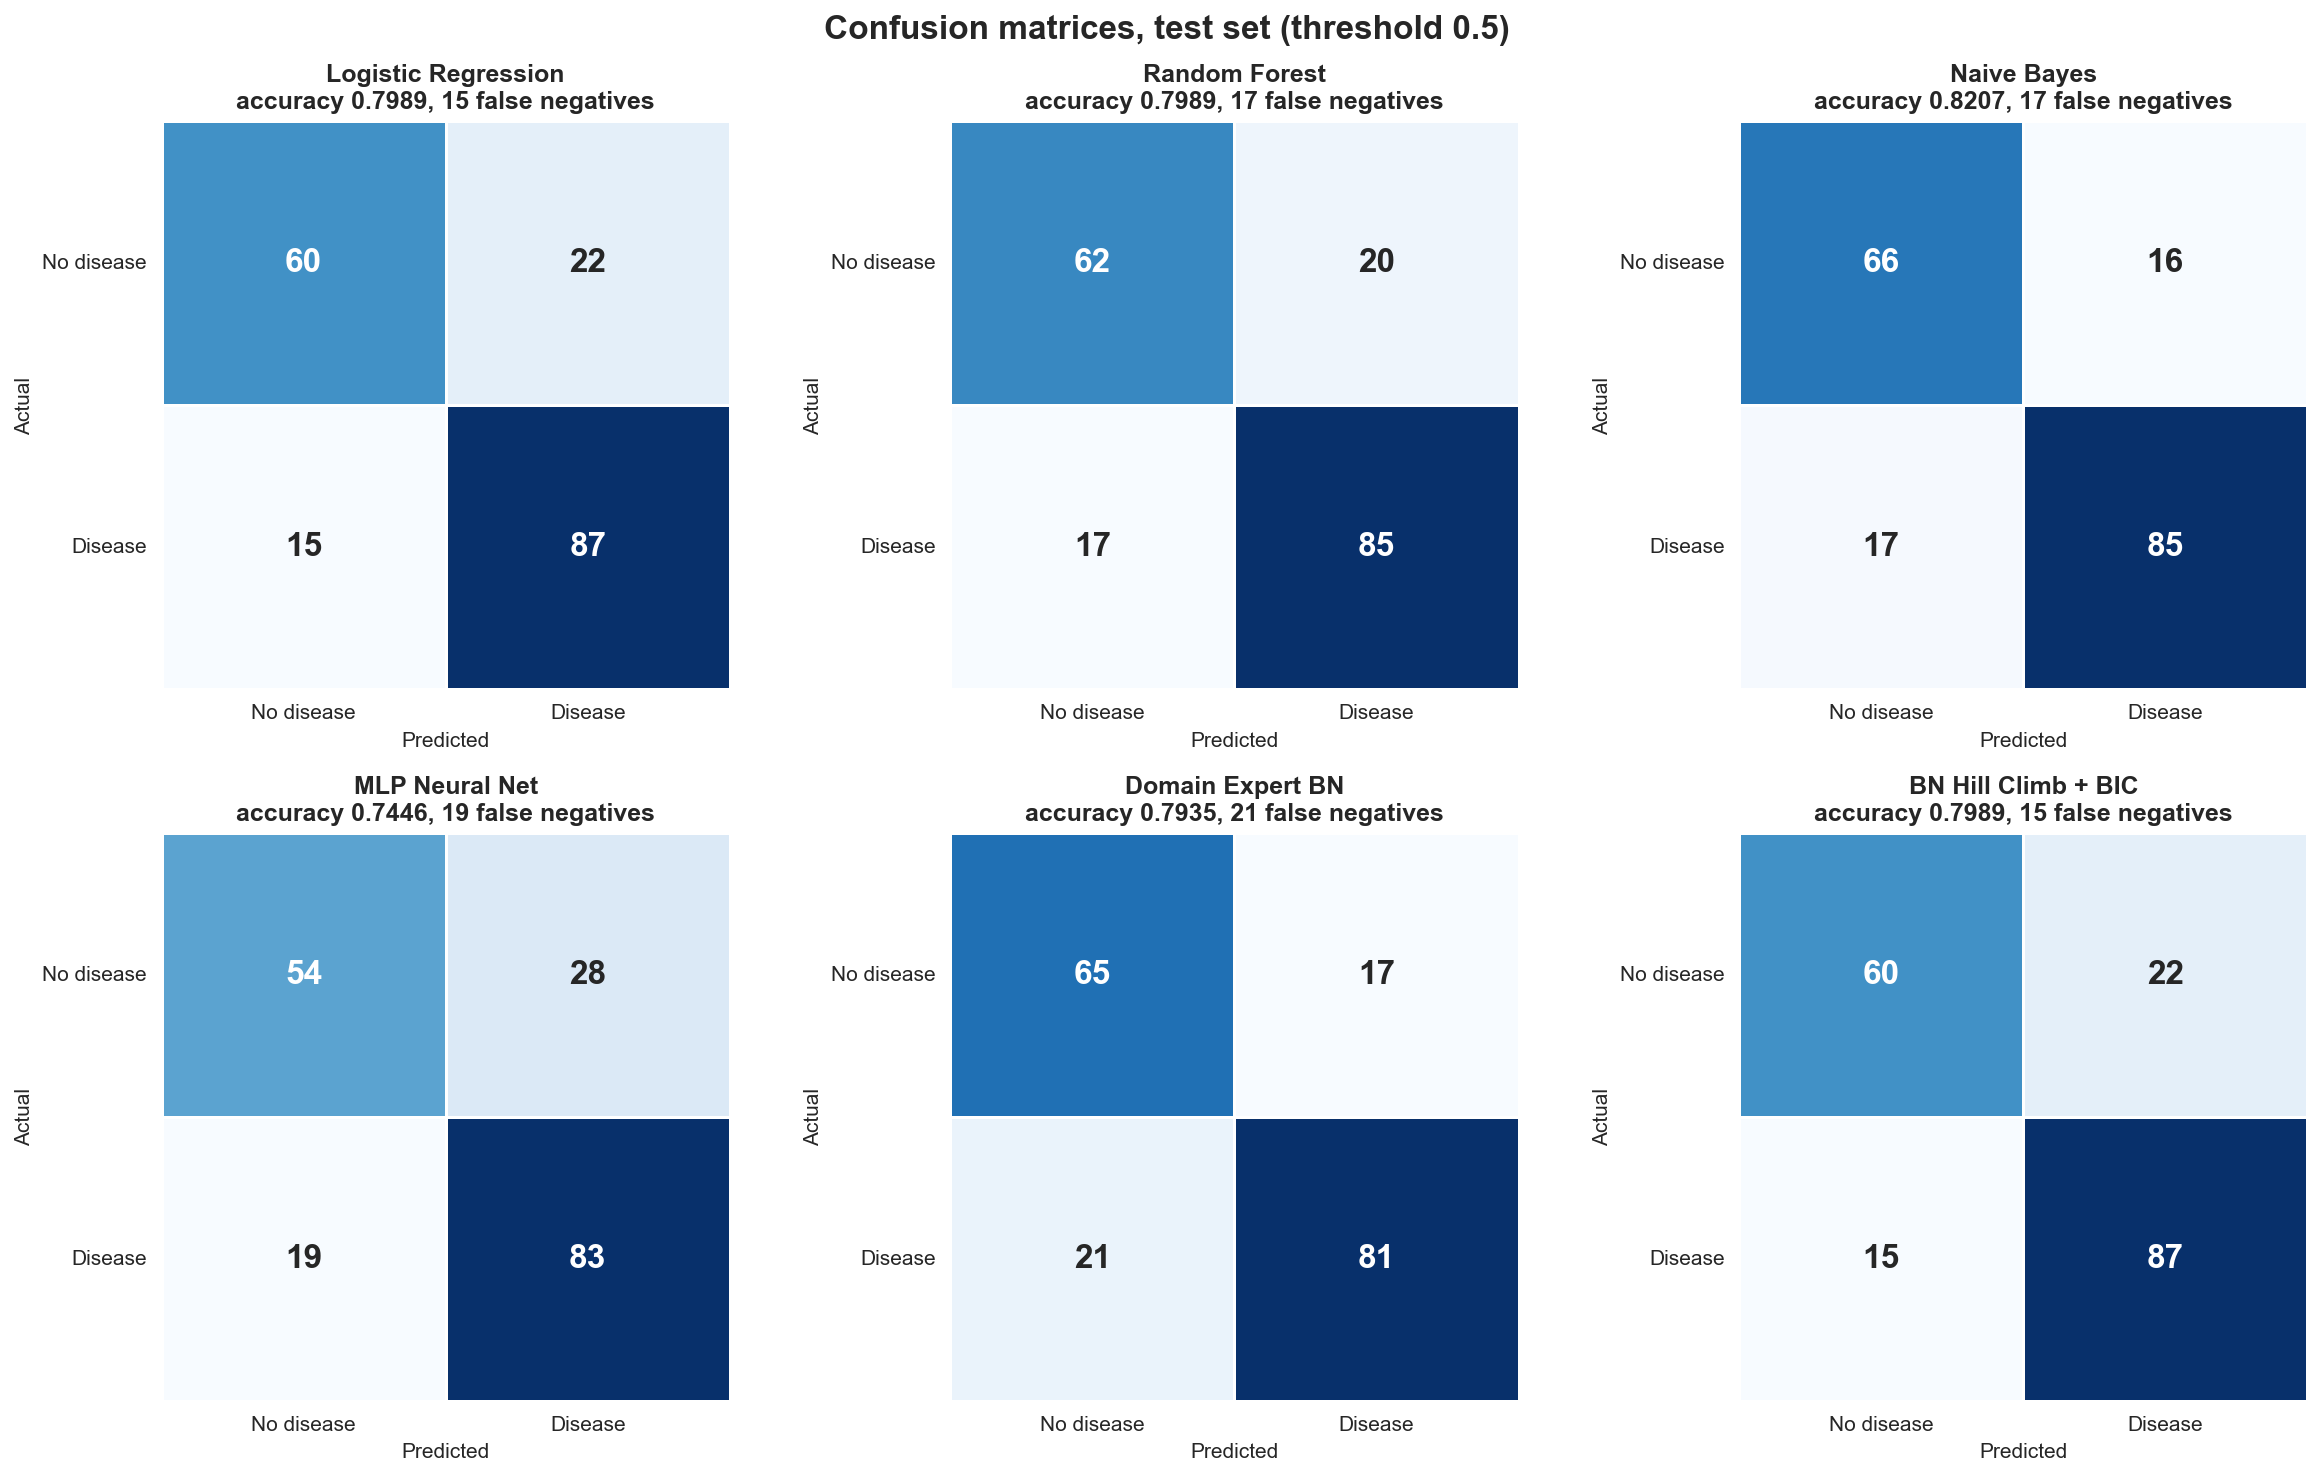 Confusion matrices, test set (threshold 0.5)
Logistic Regression
accuracy 0.7989, 15 false negatives
No disease
60
22
Actual
Disease
15
87
No disease
Disease
Predicted
Random Forest
accuracy 0.7989, 17 false negatives
No disease
62
20
Actual
Disease
17
85
No disease
Disease
Predicted
Naive Bayes
accuracy 0.8207, 17 false negatives
No disease
66
16
Actual
Disease
17
85
No disease
Disease
Predicted
MLP Neural Net
accuracy 0.7446, 19 false negatives
No disease
54
28
Actual
Disease
19
83
No disease
Disease
Predicted
Domain Expert BN
accuracy 0.7935, 21 false negatives
No disease
65
17
Actual
Disease
21
81
No disease
Disease
Predicted
BN Hill Climb + BIC
accuracy 0.7989, 15 false negatives
No disease
60
22
Actual
Disease
15
87
No disease
Disease
Predicted